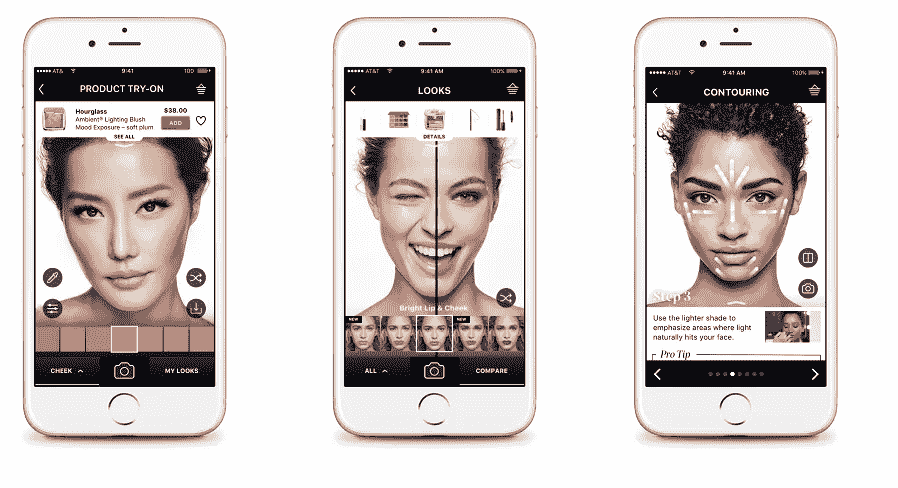 AT&T 9:41 100
PRODUCT TRY-ON
Hourglass
Ambient® Lighting Blush
Mood Exposure – soft plum
$38.00
ADD
SEE ALL
CHEEK
MY LOOKS
AT&T 9:41 AM 100%
LOOKS
DETAILS
Bright Lip & Cheek
NEW
NEW
ALL
COMPARE
AT&T 9:41 AM 100%
CONTOURING
Step 3
Use the lighter shade to
emphasize areas where light
naturally hits your face.
Pro Tip